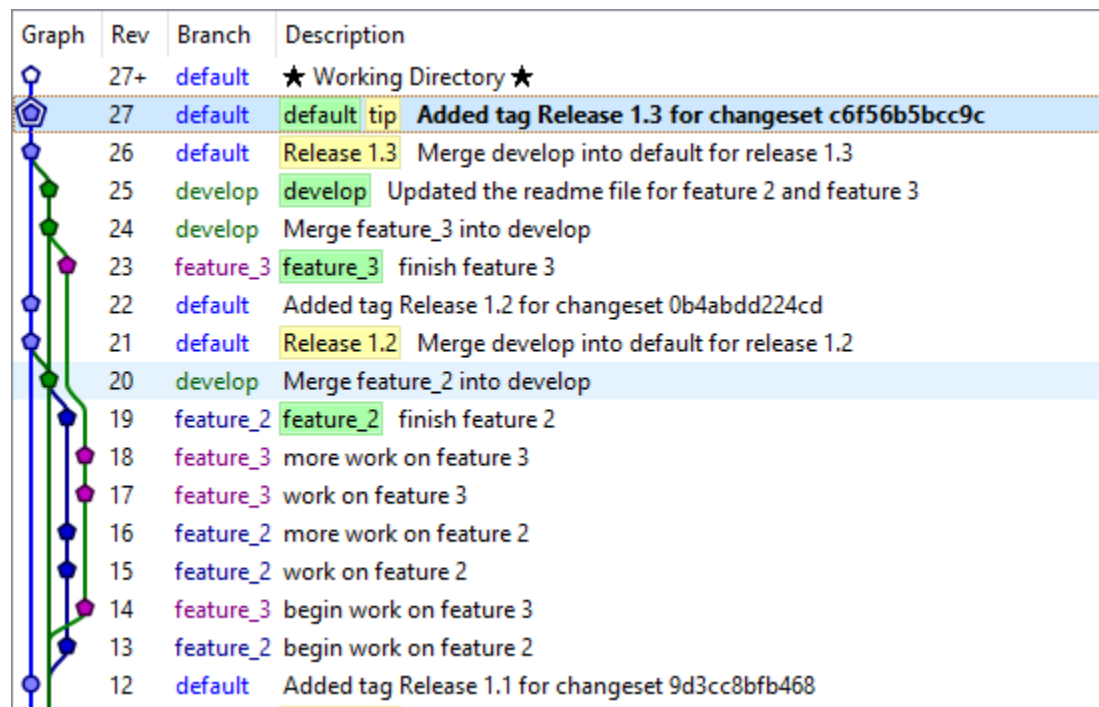 Graph Rev Branch Description
27+ default ★ Working Directory ★
27 default default tip Added tag Release 1.3 for changeset c6f56b5bcc9c
26 default Release 1.3 Merge develop into default for release 1.3
25 develop develop Updated the readme file for feature 2 and feature 3
24 develop Merge feature_3 into develop
23 feature_3 feature_3 finish feature 3
22 default Added tag Release 1.2 for changeset 0b4abdd224cd
21 default Release 1.2 Merge develop into default for release 1.2
20 develop Merge feature_2 into develop
19 feature_2 feature_2 finish feature 2
18 feature_3 more work on feature 3
17 feature_3 work on feature 3
16 feature_2 more work on feature 2
15 feature_2 work on feature 2
14 feature_3 begin work on feature 3
13 feature_2 begin work on feature 2
12 default Added tag Release 1.1 for changeset 9d3cc8bfb468